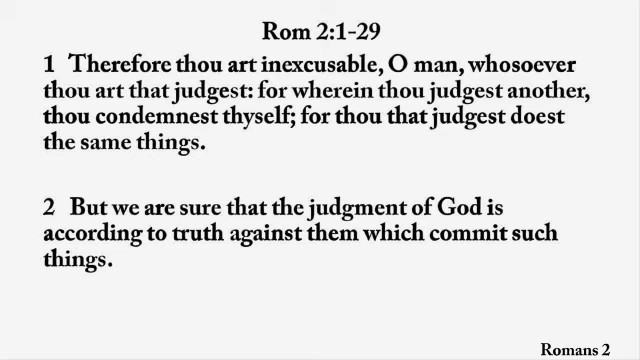 Rom 2:1-29
1 Therefore thou art inexcusable, O man, whosoever
thou art that judgest: for wherein thou judgest another,
thou condemnest thyself; for thou that judgest doest
the same things.
2 But we are sure that the judgment of God is
according to truth against them which commit such
things.
Romans 2